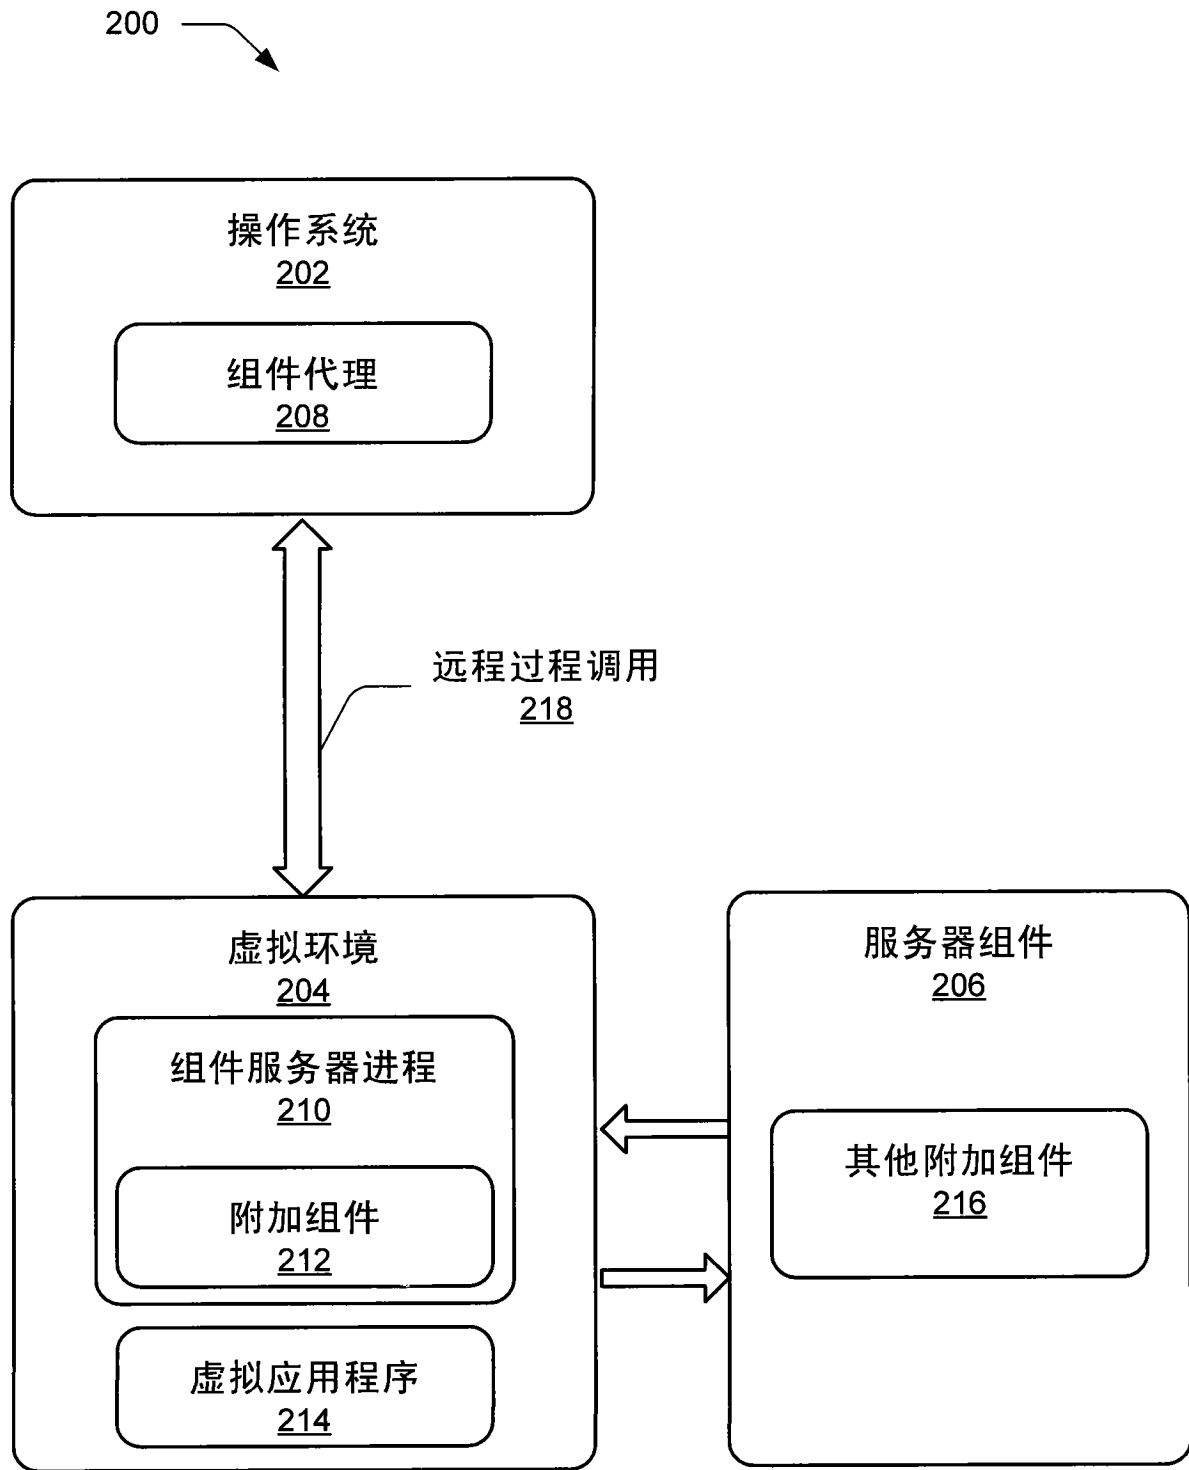 200
操作系统
202
组件代理
208
远程过程调用
218
虚拟环境
204
组件服务器进程
210
附加组件
212
虚拟应用程序
214
服务器组件
206
其他附加组件
216